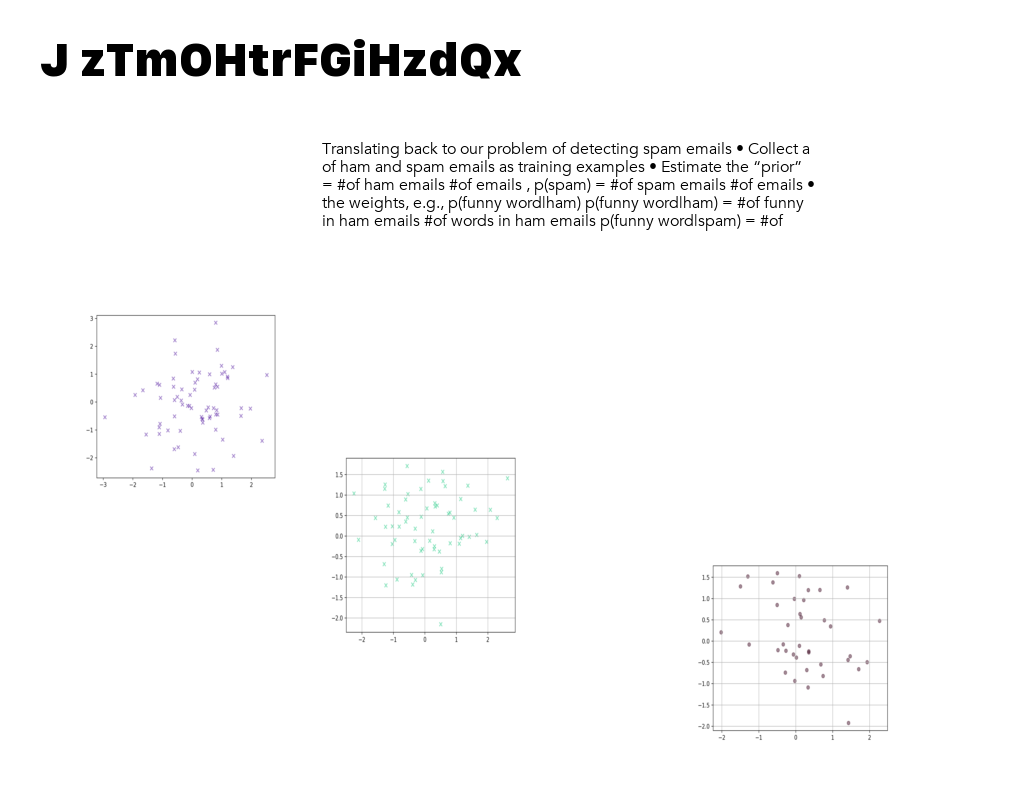 J zTmOHtrFGiHzdQx
Translating back to our problem of detecting spam emails • Collect a
of ham and spam emails as training examples • Estimate the “prior”
= #of ham emails #of emails , p(spam) = #of spam emails #of emails •
the weights, e.g., p(funny word|ham) p(funny word|ham) = #of funny
in ham emails #of words in ham emails p(funny word|spam) = #of
3
2
1
0
−1
−2
−3 −2 −1 0 1 2
1.5
1.0
0.5
0.0
−0.5
−1.0
−1.5
−2.0
−2 −1 0 1 2
1.5
1.0
0.5
0.0
−0.5
−1.0
−1.5
−2.0
−2 −1 0 1 2